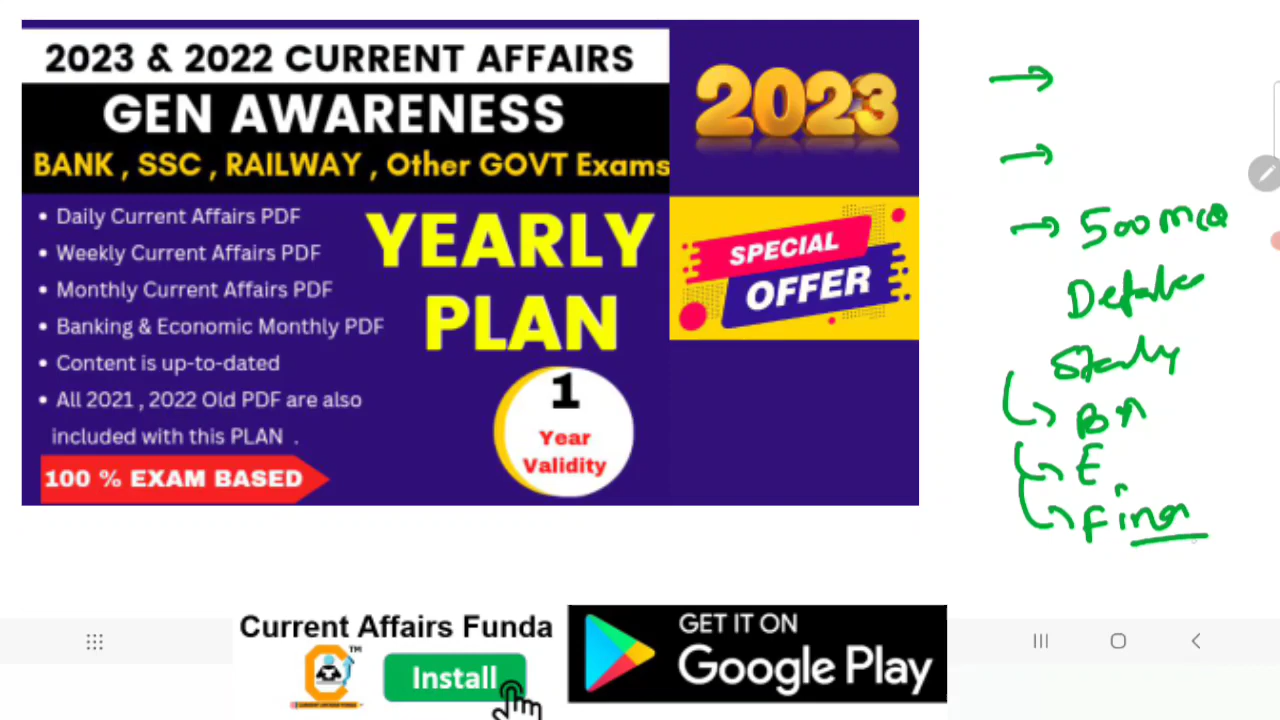 2023 & 2022 CURRENT AFFAIRS
GEN AWARENESS
BANK , SSC , RAILWAY , Other GOVT Exams
• Daily Current Affairs PDF
• Weekly Current Affairs PDF
• Monthly Current Affairs PDF
• Banking & Economic Monthly PDF
• Content is up-to-dated
• All 2021 , 2022 Old PDF are also
included with this PLAN .
100 % EXAM BASED
YEARLY
PLAN
1
Year
Validity
2023
SPECIAL
OFFER
→
→
→ 500 MCQ
E
Current Affairs Funda
TM
Install
GET IT ON
Google Play